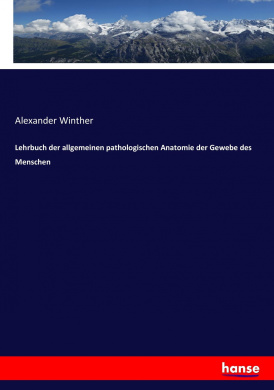 Alexander Winther
Lehrbuch der allgemeinen pathologischen Anatomie der Gewebe des
Menschen
hanse